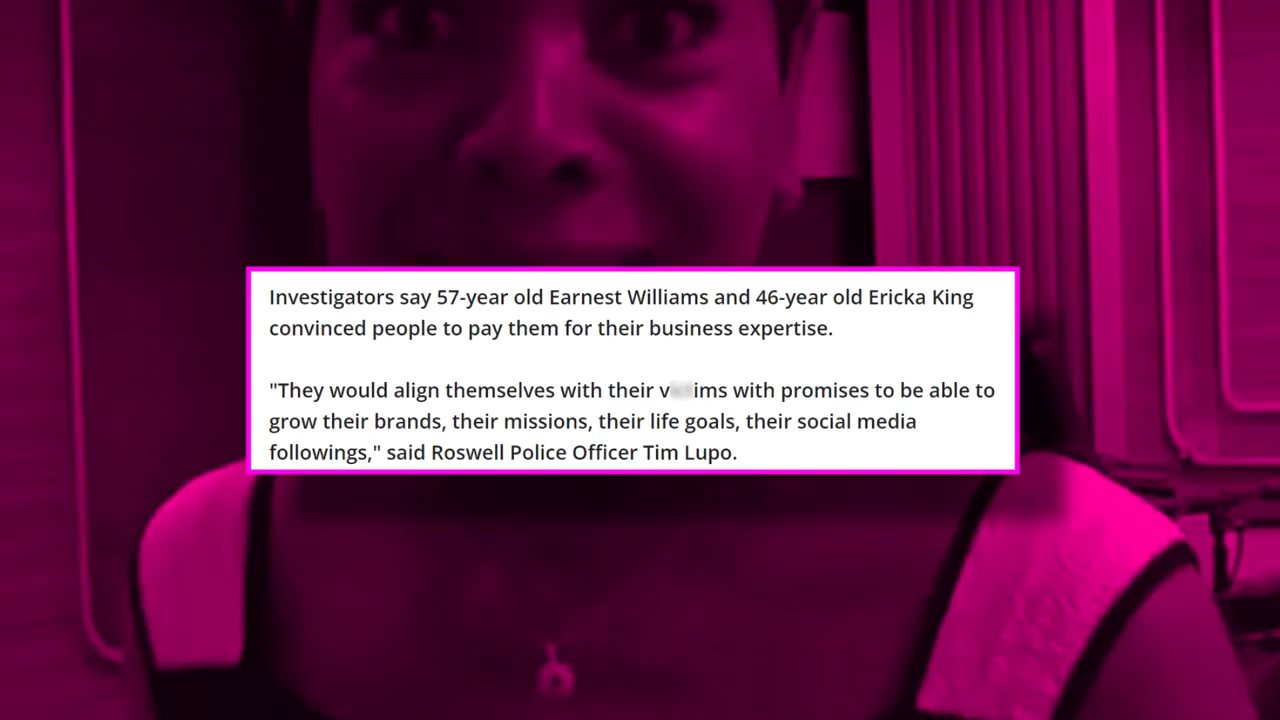 Investigators say 57-year old Earnest Williams and 46-year old Ericka King
convinced people to pay them for their business expertise.
"They would align themselves with their v ims with promises to be able to
grow their brands, their missions, their life goals, their social media
followings," said Roswell Police Officer Tim Lupo.